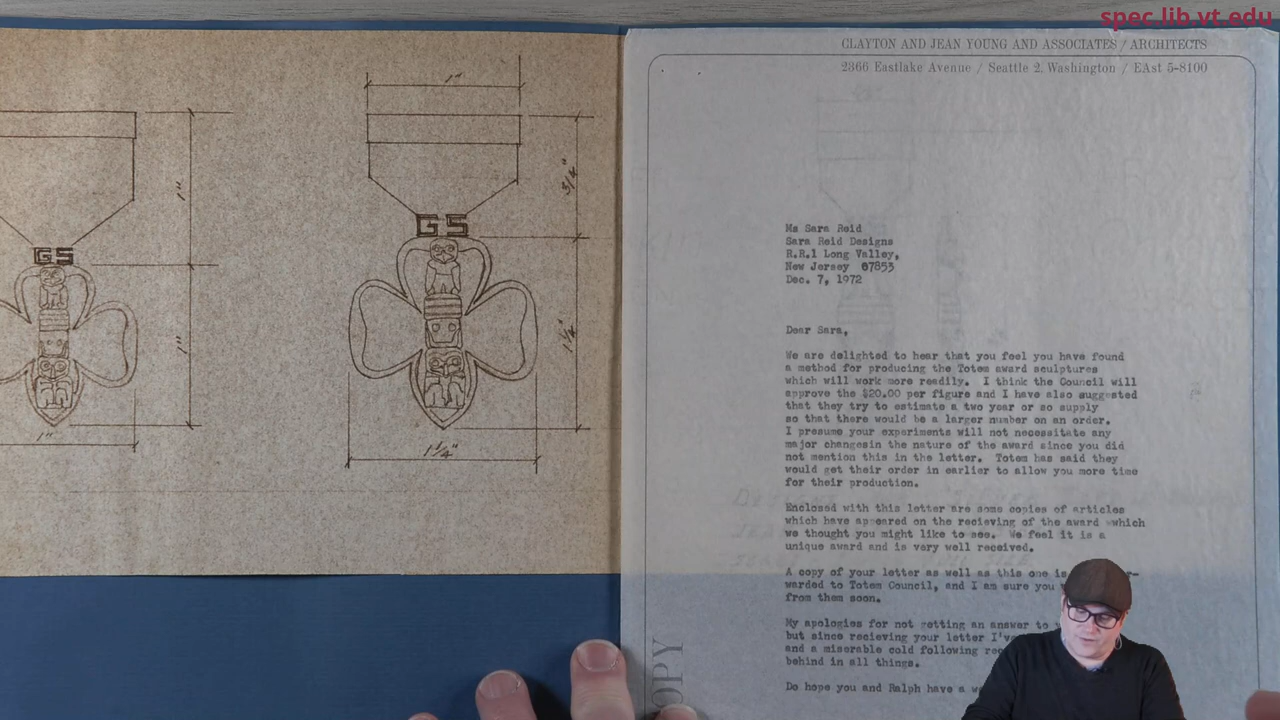 spec.lib.vt.edu
1"
1"
1"
1"
GS
1"
3/4"
GS
1 1/4"
1 1/4"
CLAYTON AND JEAN YOUNG AND ASSOCIATES / ARCHITECTS
2366 Eastlake Avenue / Seattle 2. Washington / EAst 5-8100
Ms Sara Reid
Sara Reid Designs
R.R.1 Long Valley,
New Jersey 07853
Dec. 7, 1972
Dear Sara,
We are delighted to hear that you feel you have found
a method for producing the Totem award sculptures
which will work more readily. I think the Council will
approve the $20.00 per figure and I have also suggested
that they try to estimate a two year or so supply
so that there would be a larger number on an order.
I presume your experiments will not necessitate any
major changesin the nature of the award since you did
not mention this in the letter. Totem has said they
would get their order in earlier to allow you more time
for their production.
Enclosed with this letter are some copies of articles
which have appeared on the recieving of the award which
we thought you might like to see. We feel it is a
unique award and is very well received.
A copy of your letter as well as this one is
warded to Totem Council, and I am sure you
from them soon.
My apologies for not getting an answer to
but since recieving your letter I've
and a miserable cold following
behind in all things.
Do hope you and Ralph have a
OPY